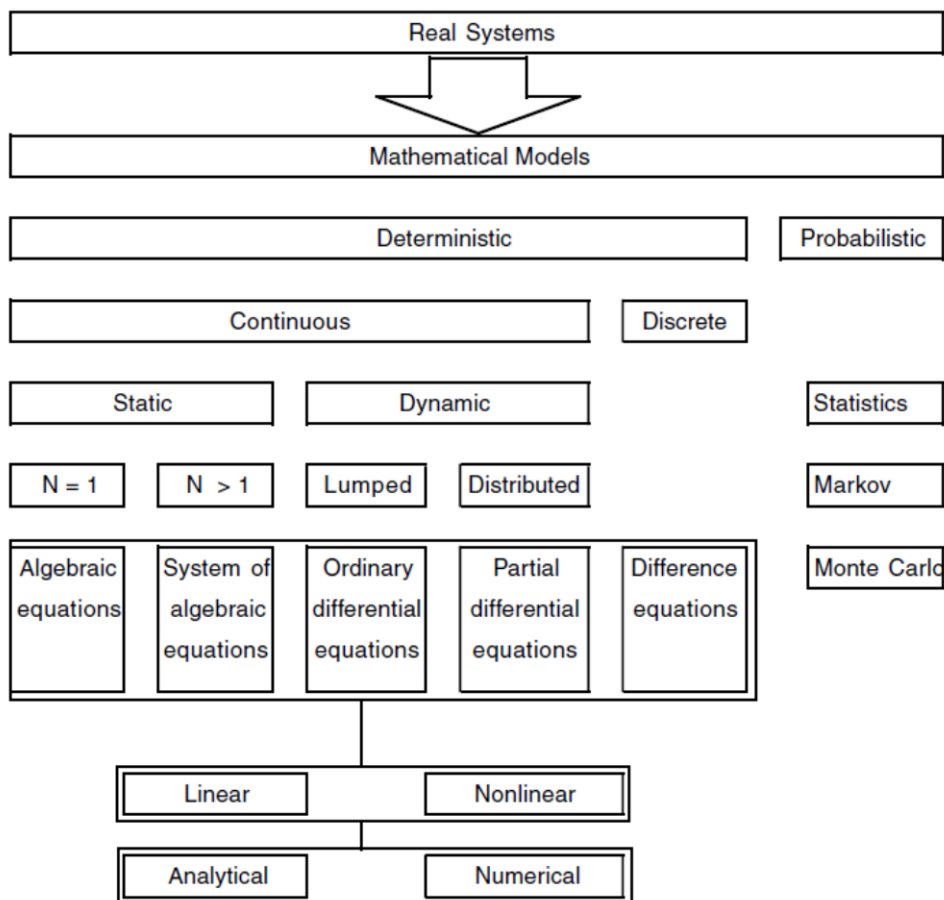 Real Systems
Mathematical Models
Deterministic
Probabilistic
Continuous
Discrete
Static
Dynamic
Statistics
N = 1
N > 1
Lumped
Distributed
Markov
Algebraic
equations
System of
algebraic
equations
Ordinary
differential
equations
Partial
differential
equations
Difference
equations
Monte Carlo
Linear
Nonlinear
Analytical
Numerical